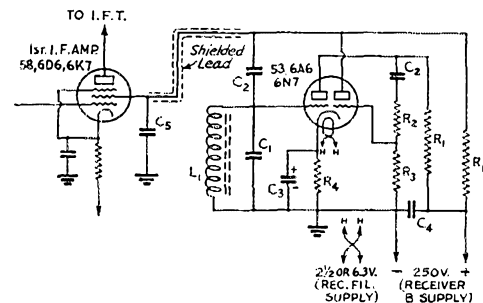 TO I.F.T.
1ST. I.F. AMP.
58,6D6,6K7
Shielded
Lead
53,6A6
6N7
C5
C2
C1
L1
C3
+
-
H H
R4
C2
R2
R3
R1
R1
C4
H H
2½ OR 6.3V.
(REC. FIL.
SUPPLY)
- 250V. +
(RECEIVER
B SUPPLY)